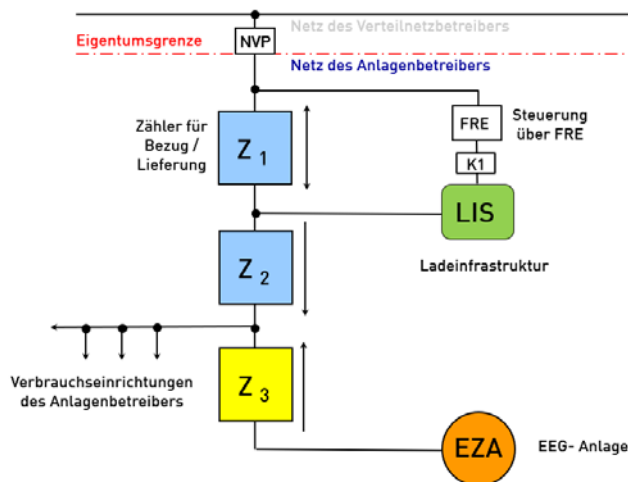 Netz des Verteilnetzbetreibers
Eigentumsgrenze
NVP
Netz des Anlagenbetreibers
Zähler für
Bezug /
Lieferung
Z 1
FRE
Steuerung
über FRE
K1
LIS
Ladeinfrastruktur
Z 2
Verbrauchseinrichtungen
des Anlagenbetreibers
Z 3
EZA
EEG- Anlage